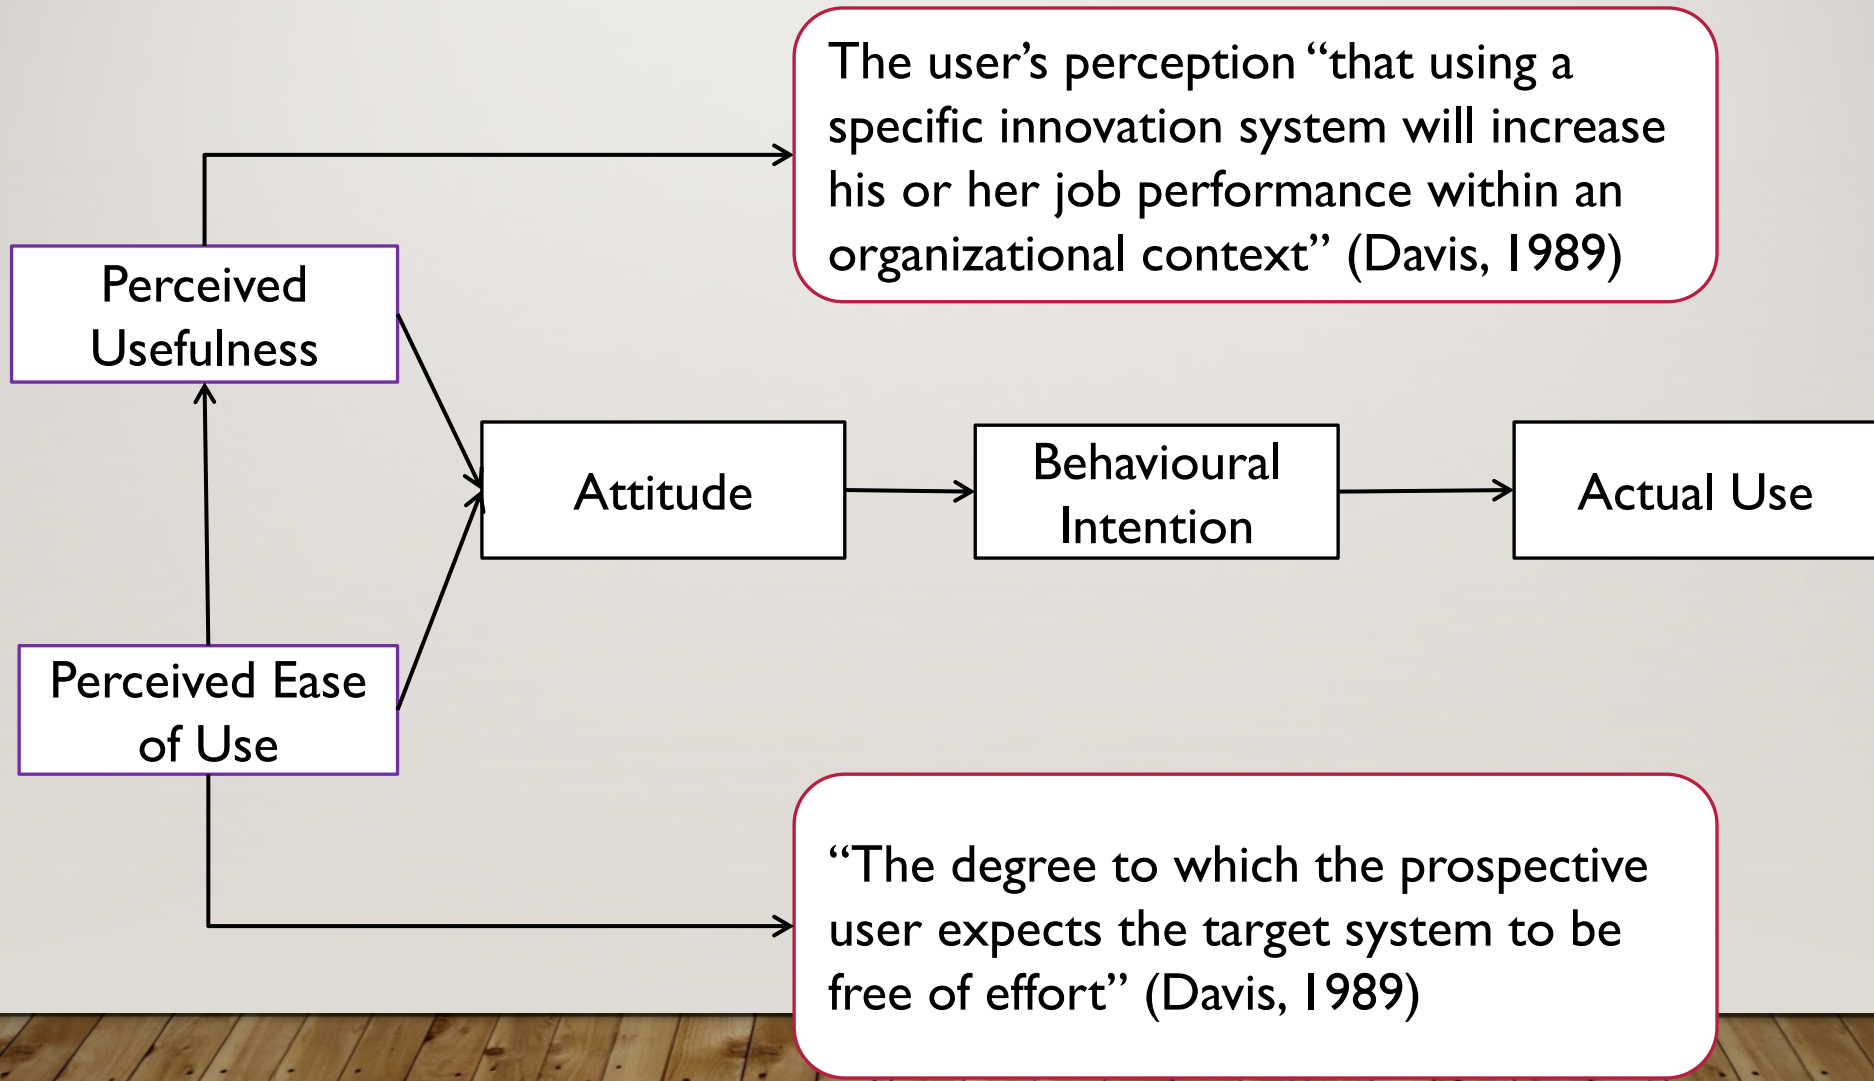 The user’s perception “that using a
specific innovation system will increase
his or her job performance within an
organizational context” (Davis, 1989)
Perceived
Usefulness
Attitude
Behavioural
Intention
Actual Use
Perceived Ease
of Use
“The degree to which the prospective
user expects the target system to be
free of effort” (Davis, 1989)